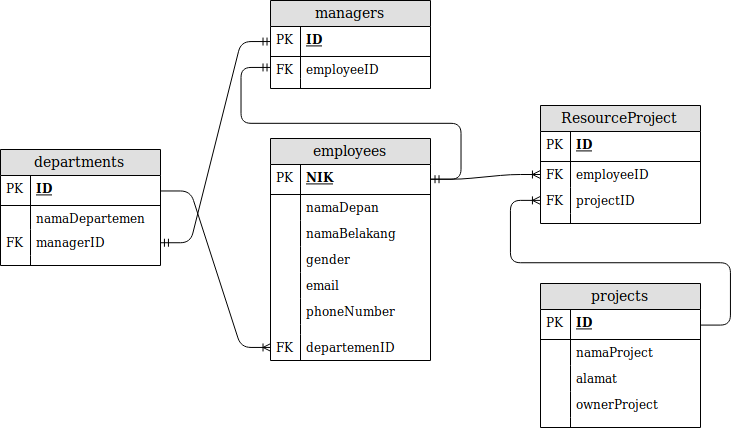 managers
PK ID
FK employeeID
departments
PK ID
namaDepartemen
FK managerID
employees
PK NIK
namaDepan
namaBelakang
gender
email
phoneNumber
FK departemenID
ResourceProject
PK ID
FK employeeID
FK projectID
projects
PK ID
namaProject
alamat
ownerProject